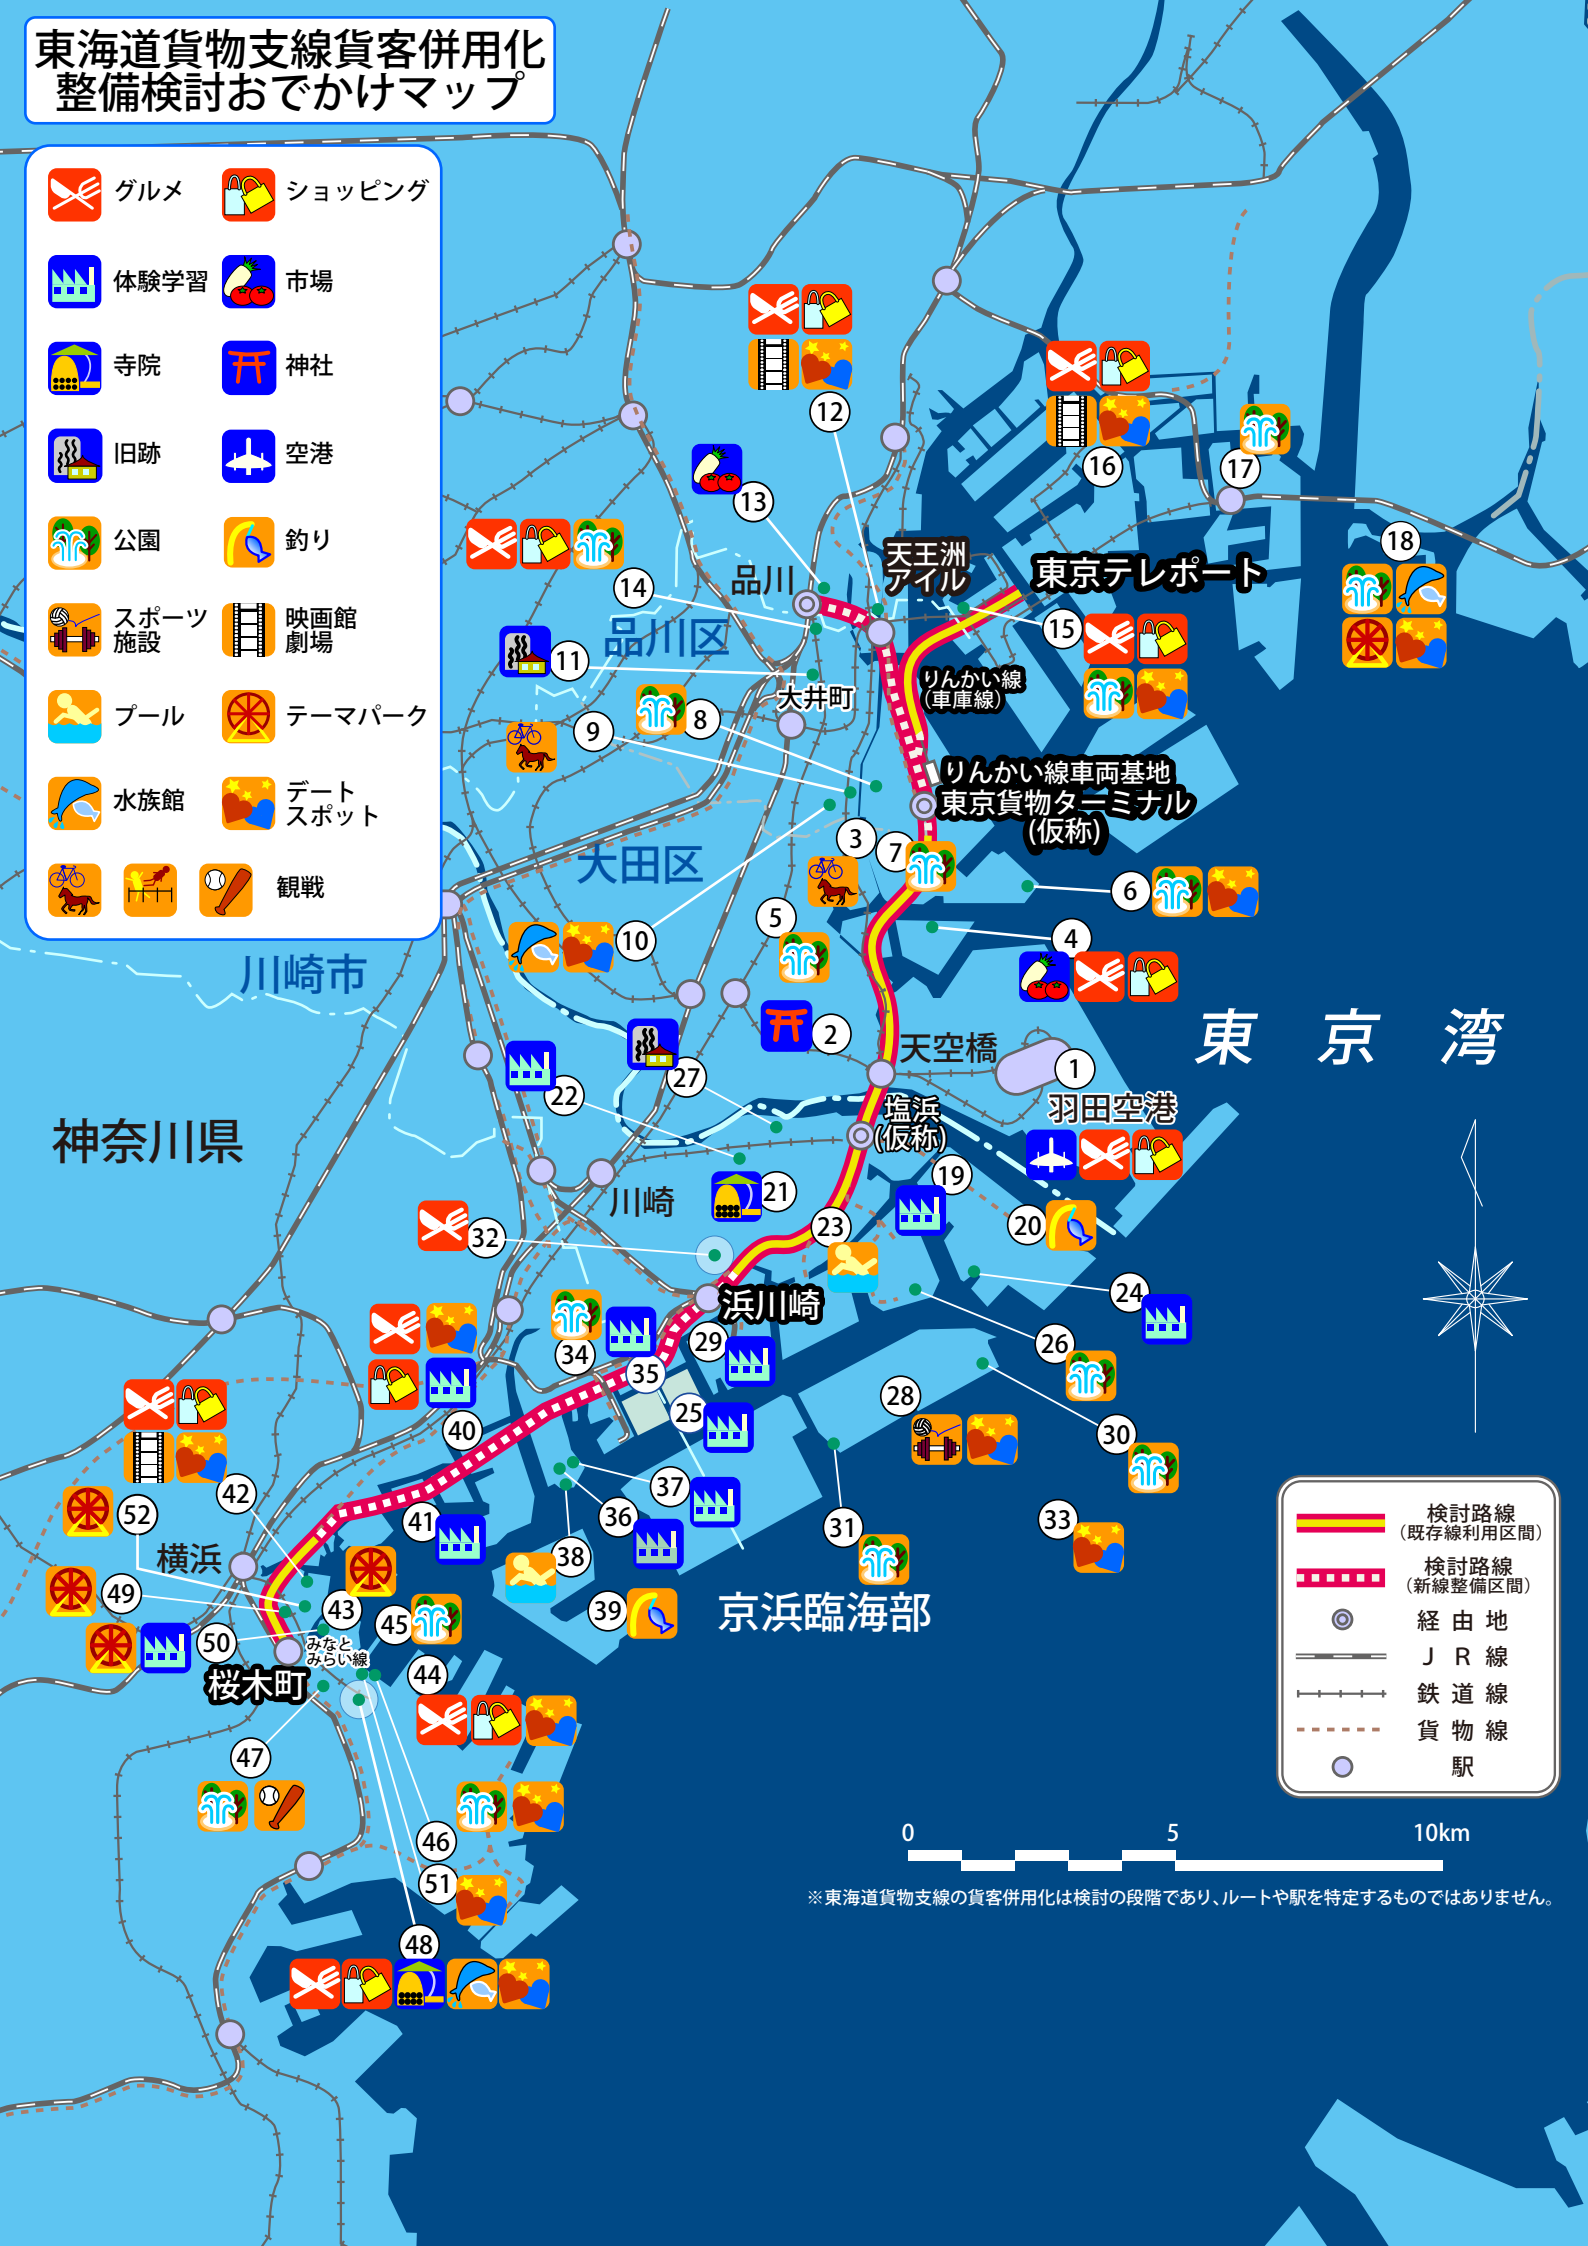 東海道貨物支線貨客併用化
整備検討おでかけマップ
グルメ
ショッピング
体験学習
市場
寺院
神社
旧跡
空港
公園
釣り
スポーツ
施設
映画館
劇場
プール
テーマパーク
水族館
デート
スポット
観戦
12
16
17
13
18
天王洲
アイル
東京テレポート
品川
14
品川区
15
11
りんかい線
（車庫線）
大井町
8
9
りんかい線車両基地
東京貨物ターミナル
(仮称)
3
7
大田区
6
5
10
4
川崎市
東京湾
2
天空橋
1
27
22
羽田空港
塩浜
(仮称)
神奈川県
19
21
川崎
20
23
32
24
浜川崎
29
26
34
35
28
25
40
30
37
42
36
41
31
33
52
38
横浜
49
43
39
45
京浜臨海部
50
みなと
みらい線
44
桜木町
47
46
51
48
検討路線
（既存線利用区間）
検討路線
（新線整備区間）
経由地
ＪＲ線
鉄道線
貨物線
駅
0
5
10km
※東海道貨物支線の貨客併用化は検討の段階であり、ルートや駅を特定するものではありません。